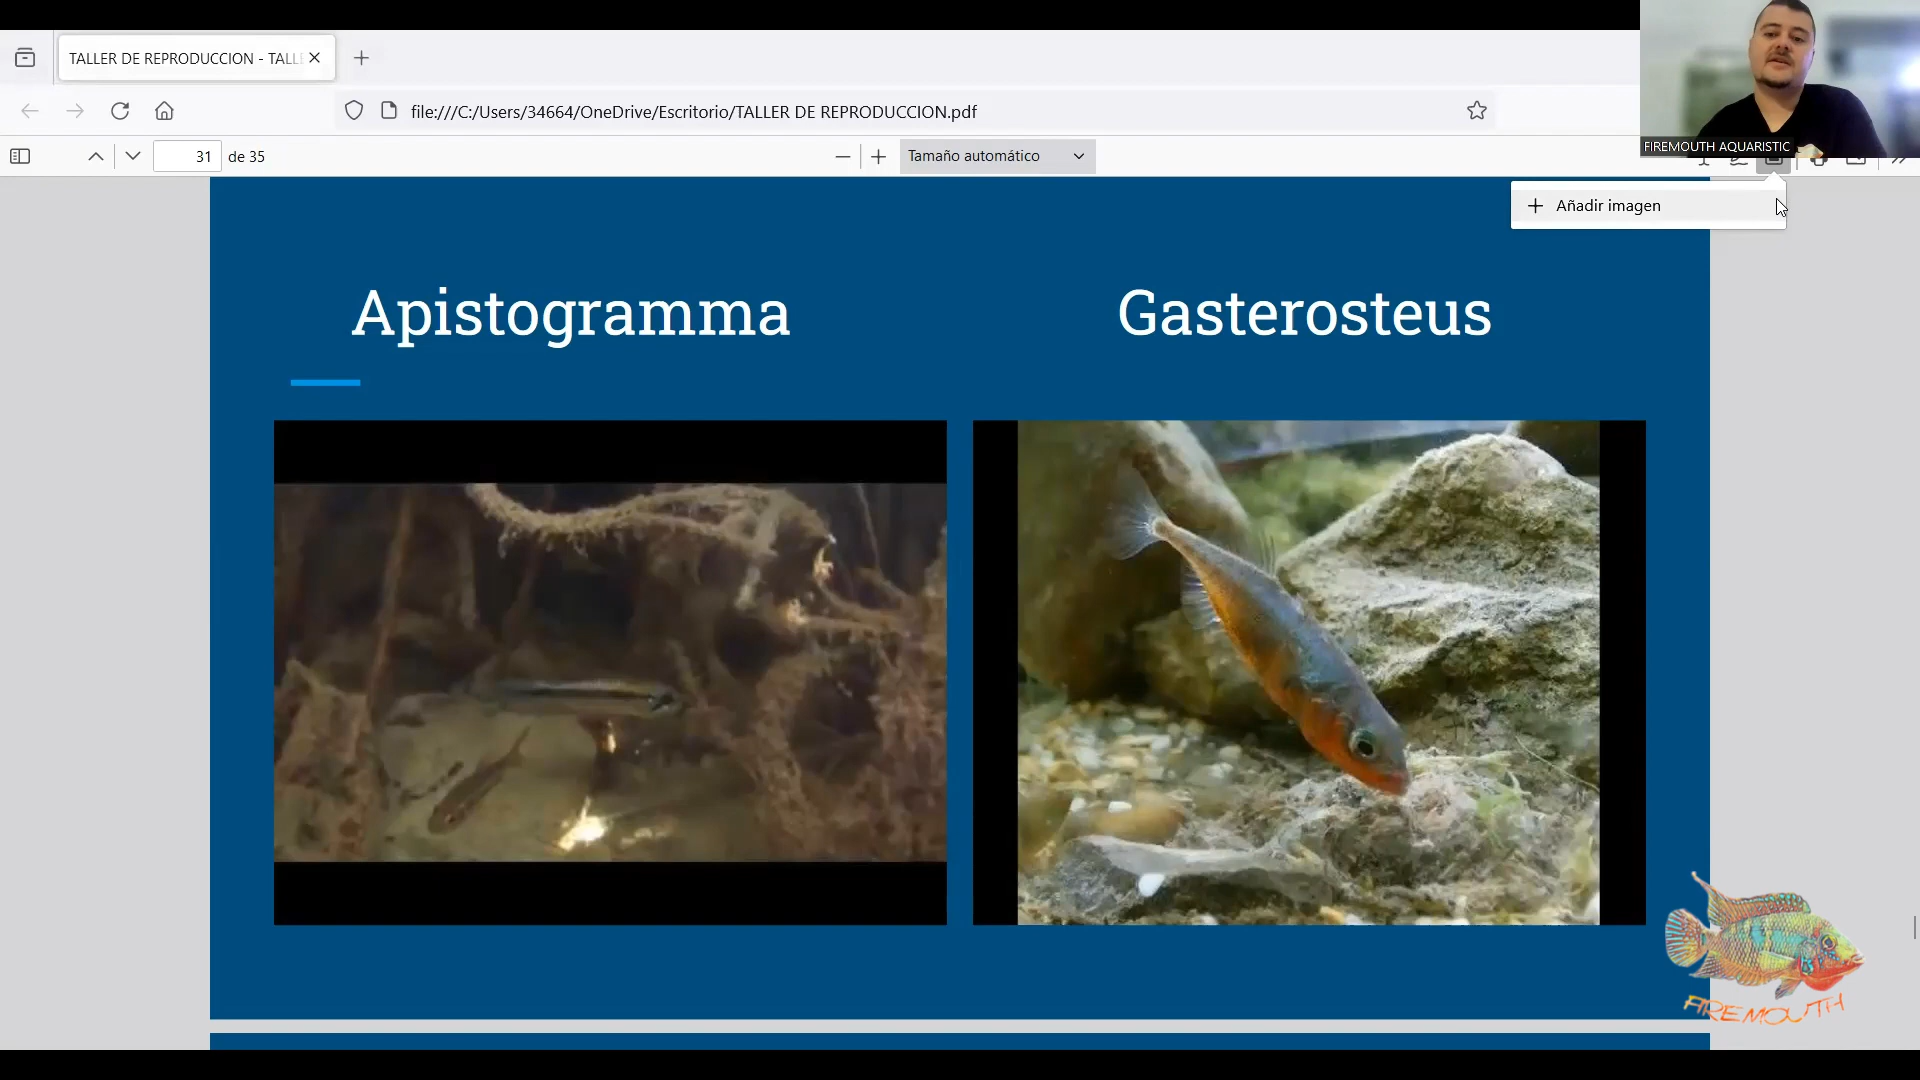 TALLER DE REPRODUCCION - TALL
file:///C:/Users/34664/OneDrive/Escritorio/TALLER DE REPRODUCCION.pdf
FIREMOUTH AQUARISTIC
31 de 35
Tamaño automático
Añadir imagen
Apistogramma
Gasterosteus
FIREMOUTH